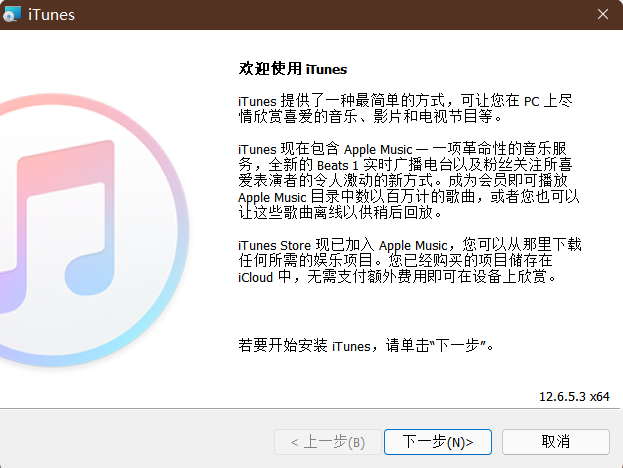 iTunes
欢迎使用 iTunes
iTunes 提供了一种最简单的方式，可让您在 PC 上尽
情欣赏喜爱的音乐、影片和电视节目等。
iTunes 现在包含 Apple Music — 一项革命性的音乐服
务，全新的 Beats 1 实时广播电台以及粉丝关注所喜
爱表演者的令人激动的新方式。成为会员即可播放
Apple Music 目录中数以百万计的歌曲，或者您也可以
让这些歌曲离线以供稍后回放。
iTunes Store 现已加入 Apple Music，您可以从那里下载
任何所需的娱乐项目。您已经购买的项目储存在
iCloud 中，无需支付额外费用即可在设备上欣赏。
若要开始安装 iTunes，请单击“下一步”。
12.6.5.3 x64
< 上一步(B)
下一步(N)>
取消